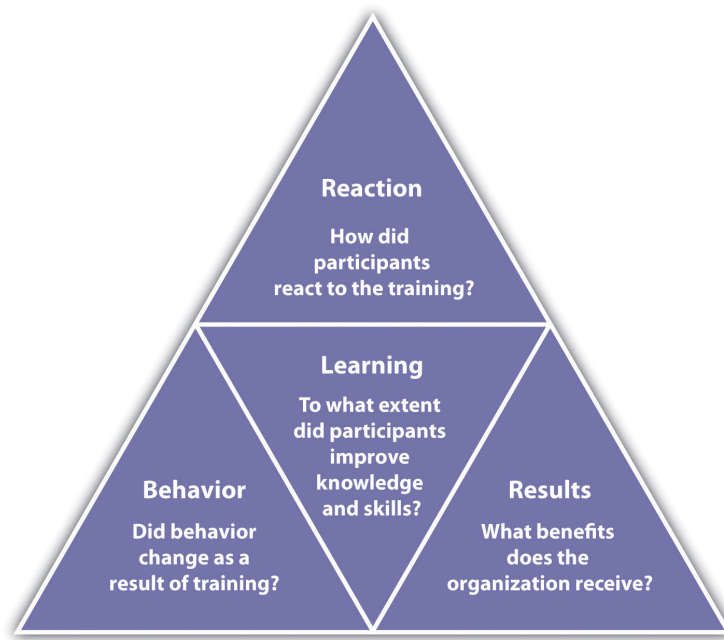 Reaction
How did
participants
react to the training?
Learning
To what extent
did participants
improve
knowledge
and skills?
Behavior
Did behavior
change as a
result of training?
Results
What benefits
does the
organization receive?